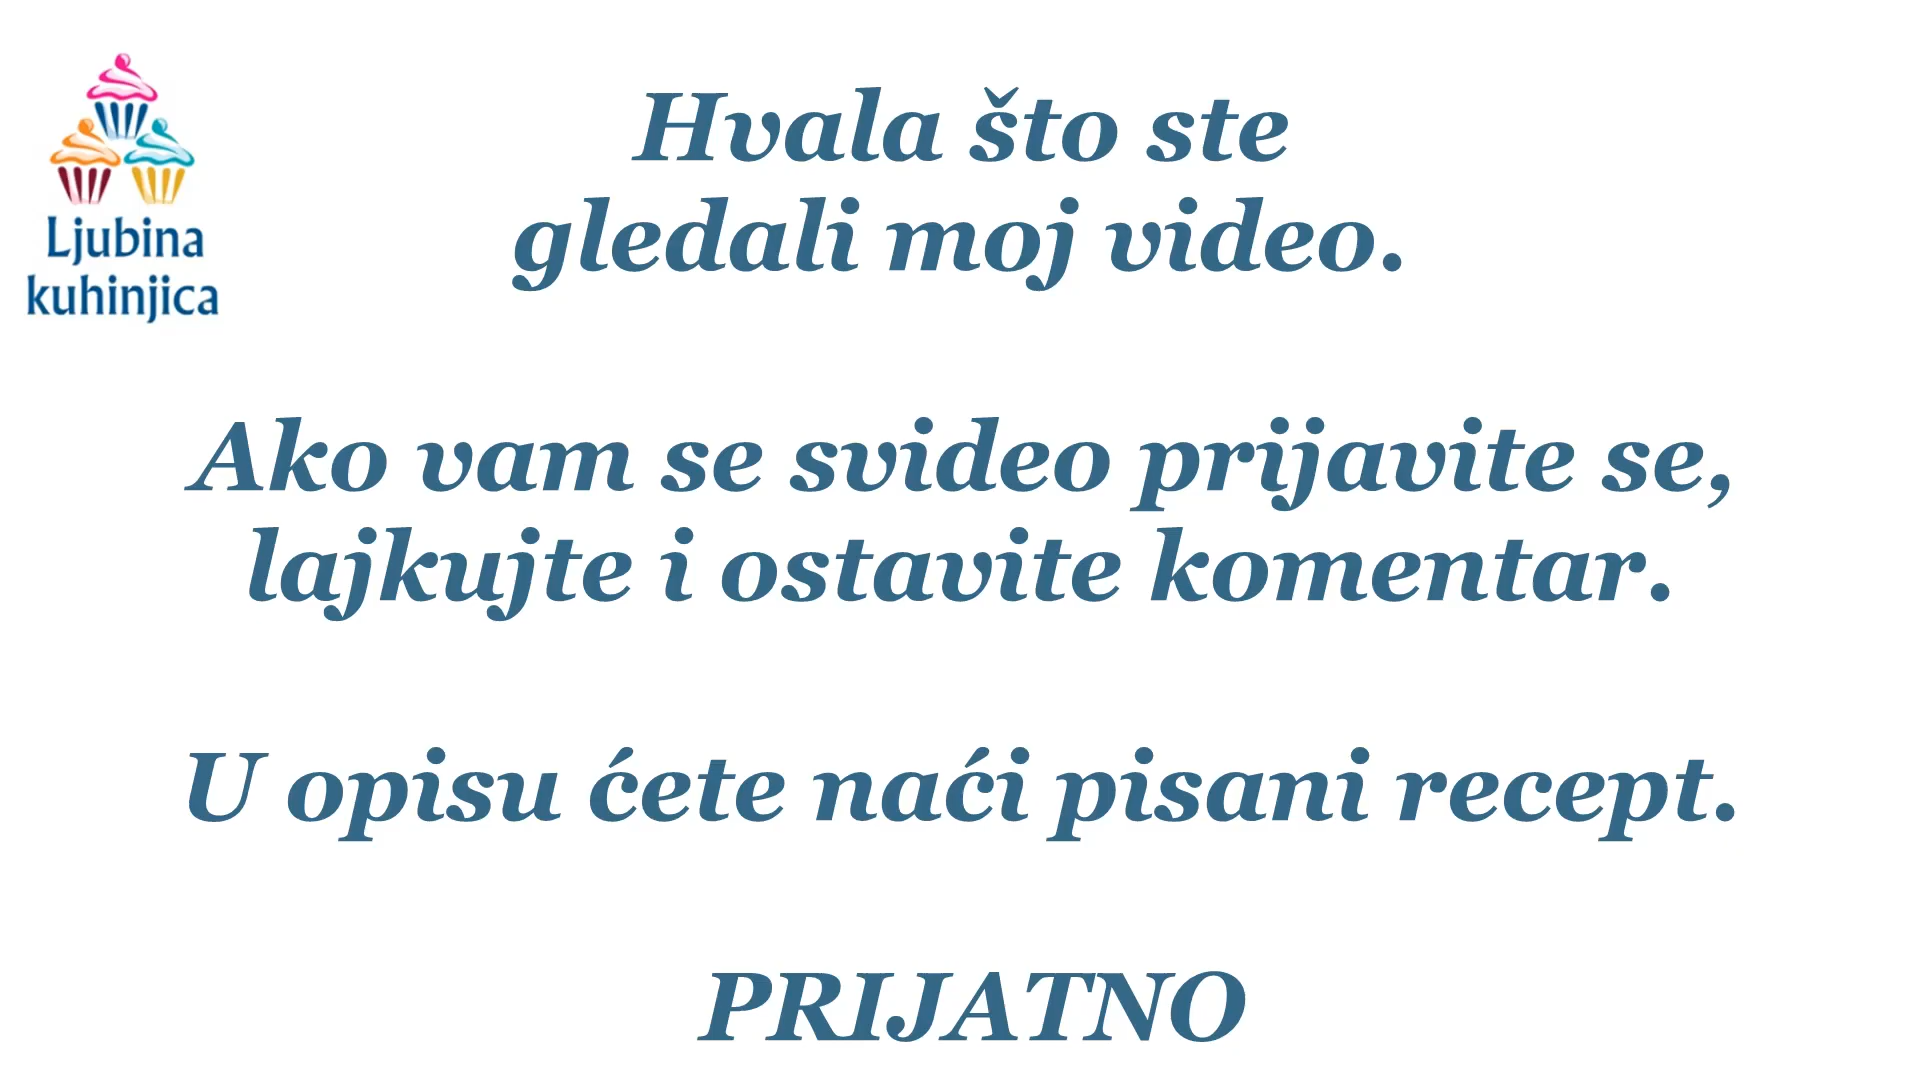 Ljubina
kuhinjica
Hvala što ste
gledali moj video.
Ako vam se svideo prijavite se,
lajkujte i ostavite komentar.
U opisu ćete naći pisani recept.
PRIJATNO